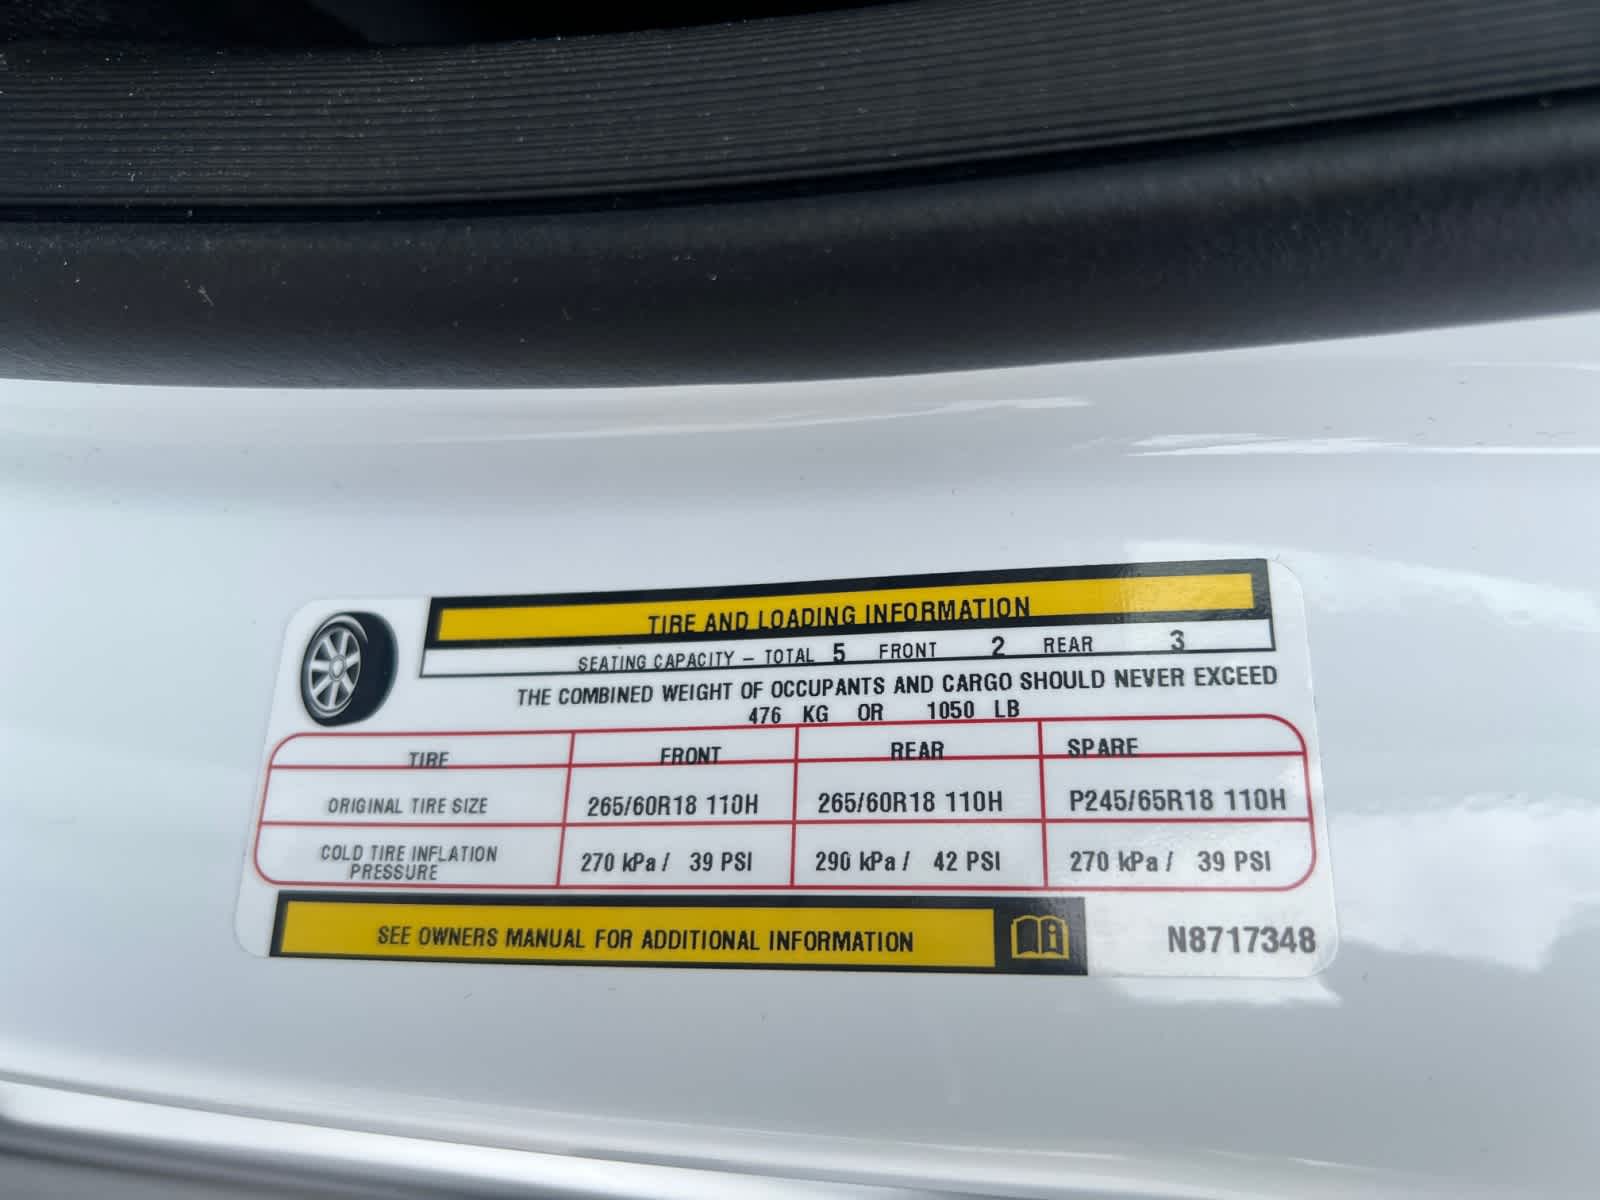 TIRE AND LOADING INFORMATION
SEATING CAPACITY – TOTAL 5 FRONT 2 REAR 3
THE COMBINED WEIGHT OF OCCUPANTS AND CARGO SHOULD NEVER EXCEED
476 KG OR 1050 LB
TIRE FRONT REAR SPARE
ORIGINAL TIRE SIZE 265/60R18 110H 265/60R18 110H P245/65R18 110H
COLD TIRE INFLATION
PRESSURE 270 kPa / 39 PSI 290 kPa / 42 PSI 270 kPa / 39 PSI
SEE OWNERS MANUAL FOR ADDITIONAL INFORMATION
N8717348